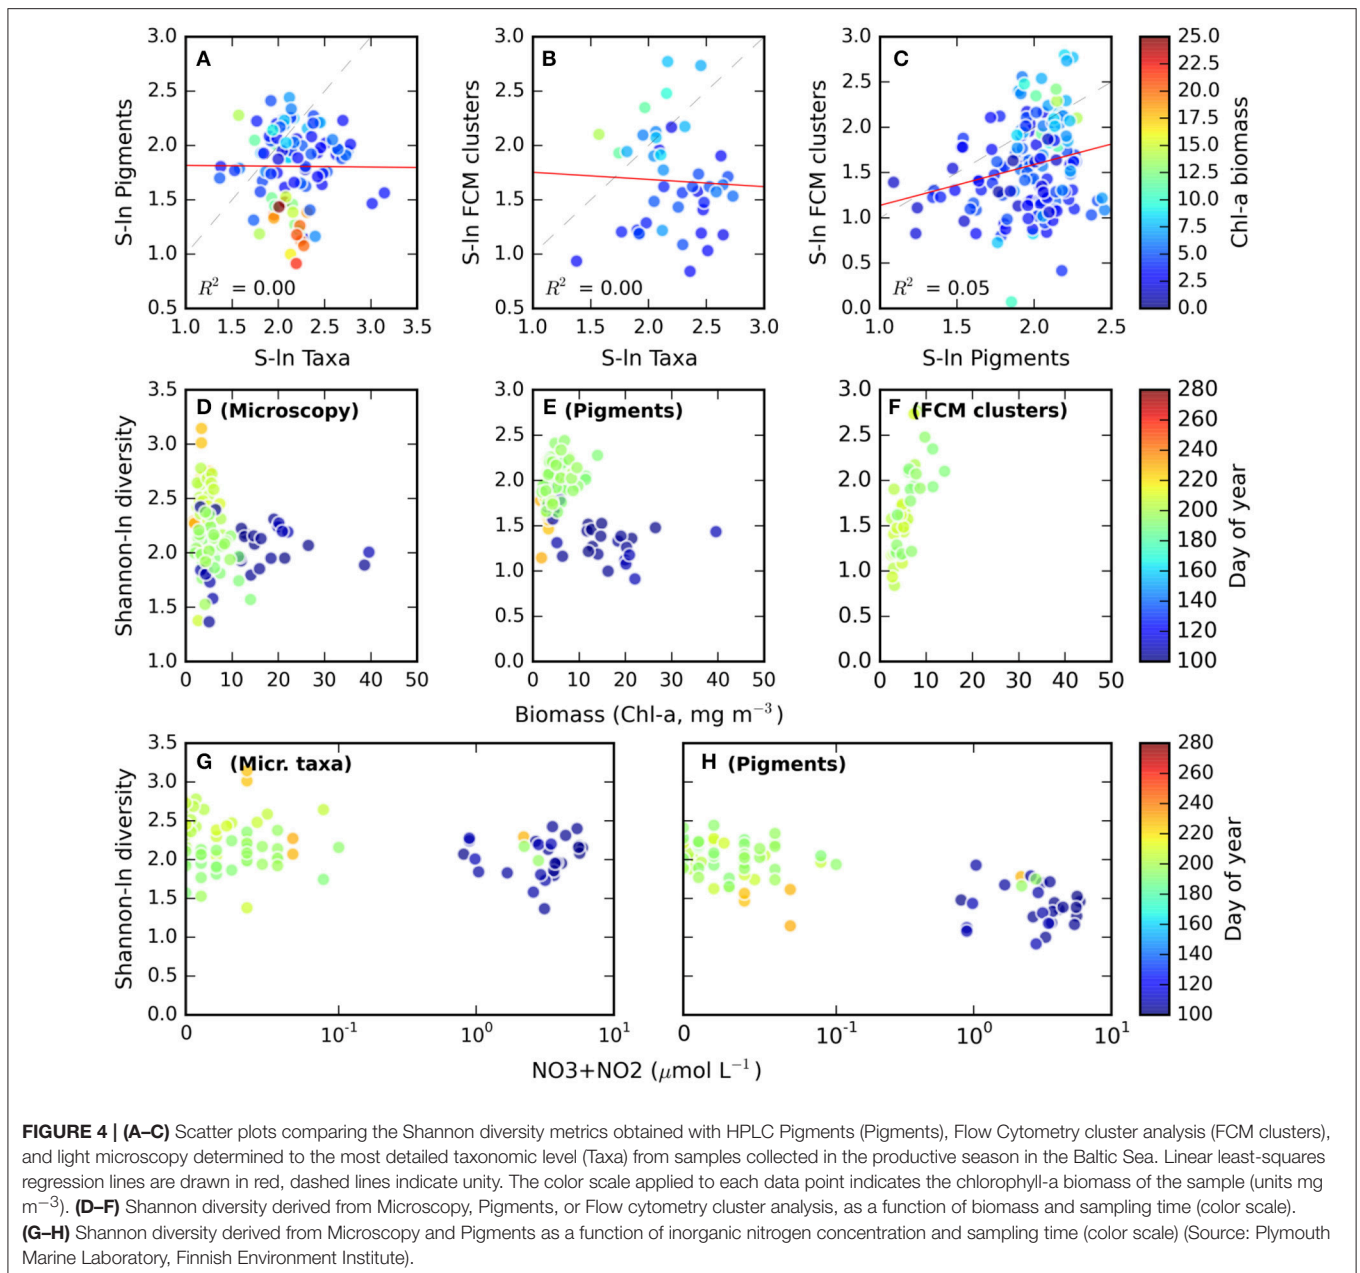 A
S-ln Pigments
3.0
2.5
2.0
1.5
1.0
0.5
R² = 0.00
1.0 1.5 2.0 2.5 3.0 3.5
S-ln Taxa
B
S-ln FCM clusters
3.0
2.5
2.0
1.5
1.0
0.5
R² = 0.00
1.0 1.5 2.0 2.5 3.0
S-ln Taxa
C
S-ln FCM clusters
3.0
2.5
2.0
1.5
1.0
0.5
0.0
R² = 0.05
1.0 1.5 2.0 2.5
S-ln Pigments
25.0
22.5
20.0
17.5
15.0
12.5
10.0
7.5
5.0
2.5
0.0
Chl-a biomass
D (Microscopy)
Shannon-ln diversity
3.5
3.0
2.5
2.0
1.5
1.0
0 10 20 30 40 50
E (Pigments)
3.0
2.5
2.0
1.5
1.0
0.5
0.0
0 10 20 30 40 50
Biomass (Chl-a, mg m⁻³)
F (FCM clusters)
3.0
2.5
2.0
1.5
1.0
0.5
0.0
0 10 20 30 40 50
280
260
240
220
200
180
160
140
120
100
Day of year
G (Micr. taxa)
Shannon-ln diversity
3.5
3.0
2.5
2.0
1.5
1.0
0.5
0.0
0 10⁻¹ 10⁰ 10¹
H (Pigments)
0 10⁻¹ 10⁰ 10¹
NO3+NO2 (μmol L⁻¹)
280
260
240
220
200
180
160
140
120
100
Day of year
FIGURE 4 | (A–C) Scatter plots comparing the Shannon diversity metrics obtained with HPLC Pigments (Pigments), Flow Cytometry cluster analysis (FCM clusters),
and light microscopy determined to the most detailed taxonomic level (Taxa) from samples collected in the productive season in the Baltic Sea. Linear least-squares
regression lines are drawn in red, dashed lines indicate unity. The color scale applied to each data point indicates the chlorophyll-a biomass of the sample (units mg
m⁻³). (D–F) Shannon diversity derived from Microscopy, Pigments, or Flow cytometry cluster analysis, as a function of biomass and sampling time (color scale).
(G–H) Shannon diversity derived from Microscopy and Pigments as a function of inorganic nitrogen concentration and sampling time (color scale) (Source: Plymouth
Marine Laboratory, Finnish Environment Institute).